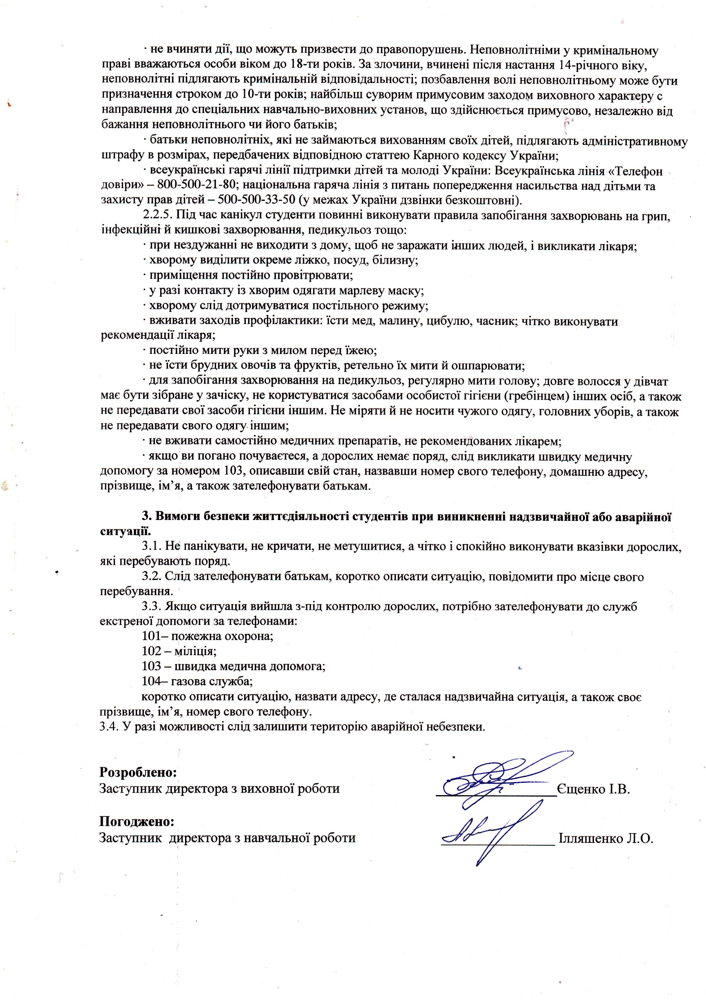 · не вчиняти дії, що можуть призвести до правопорушень. Неповнолітніми у кримінальному
праві вважаються особи віком до 18-ти років. За злочини, вчинені після настання 14-річного віку,
неповнолітні підлягають кримінальній відповідальності; позбавлення волі неповнолітньому може бути
призначення строком до 10-ти років; найбільш суворим примусовим заходом виховного характеру є
направлення до спеціальних навчально-виховних установ, що здійснюється примусово, незалежно від
бажання неповнолітнього чи його батьків;
· батьки неповнолітніх, які не займаються вихованням своїх дітей, підлягають адміністративному
штрафу в розмірах, передбачених відповідною статтею Карного кодексу України;
· всеукраїнські гарячі лінії підтримки дітей та молоді України: Всеукраїнська лінія «Телефон
довіри» – 800-500-21-80; національна гаряча лінія з питань попередження насильства над дітьми та
захисту прав дітей – 500-500-33-50 (у межах України дзвінки безкоштовні).
2.2.5. Під час канікул студенти повинні виконувати правила запобігання захворювань на грип,
інфекційні й кишкові захворювання, педикульоз тощо:
· при нездужанні не виходити з дому, щоб не заражати інших людей, і викликати лікаря;
· хворому виділити окреме ліжко, посуд, білизну;
· приміщення постійно провітрювати;
· у разі контакту із хворим одягати марлеву маску;
· хворому слід дотримуватися постільного режиму;
· вживати заходів профілактики: їсти мед, малину, цибулю, часник; чітко виконувати
рекомендації лікаря;
· постійно мити руки з милом перед їжею;
· не їсти брудних овочів та фруктів, ретельно їх мити й ошпарювати;
· для запобігання захворювання на педикульоз, регулярно мити голову; довге волосся у дівчат
має бути зібране у зачіску, не користуватися засобами особистої гігієни (гребінцем) інших осіб, а також
не передавати свої засоби гігієни іншим. Не міряти й не носити чужого одягу, головних уборів, а також
не передавати свого одягу іншим;
· не вживати самостійно медичних препаратів, не рекомендованих лікарем;
· якщо ви погано почуваєтеся, а дорослих немає поряд, слід викликати швидку медичну
допомогу за номером 103, описавши свій стан, назвавши номер свого телефону, домашню адресу,
прізвище, ім’я, а також зателефонувати батькам.
3. Вимоги безпеки життєдіяльності студентів при виникненні надзвичайної або аварійної
ситуації.
3.1. Не панікувати, не кричати, не метушитися, а чітко і спокійно виконувати вказівки дорослих,
які перебувають поряд.
3.2. Слід зателефонувати батькам, коротко описати ситуацію, повідомити про місце свого
перебування.
3.3. Якщо ситуація вийшла з-під контролю дорослих, потрібно зателефонувати до служб
екстреної допомоги за телефонами:
101– пожежна охорона;
102 – міліція;
103 – швидка медична допомога;
104– газова служба;
коротко описати ситуацію, назвати адресу, де сталася надзвичайна ситуація, а також своє
прізвище, ім’я, номер свого телефону.
3.4. У разі можливості слід залишити територію аварійної небезпеки.
Розроблено:
Заступник директора з виховної роботи Єщенко І.В.
Погоджено:
Заступник директора з навчальної роботи Ілляшенко Л.О.